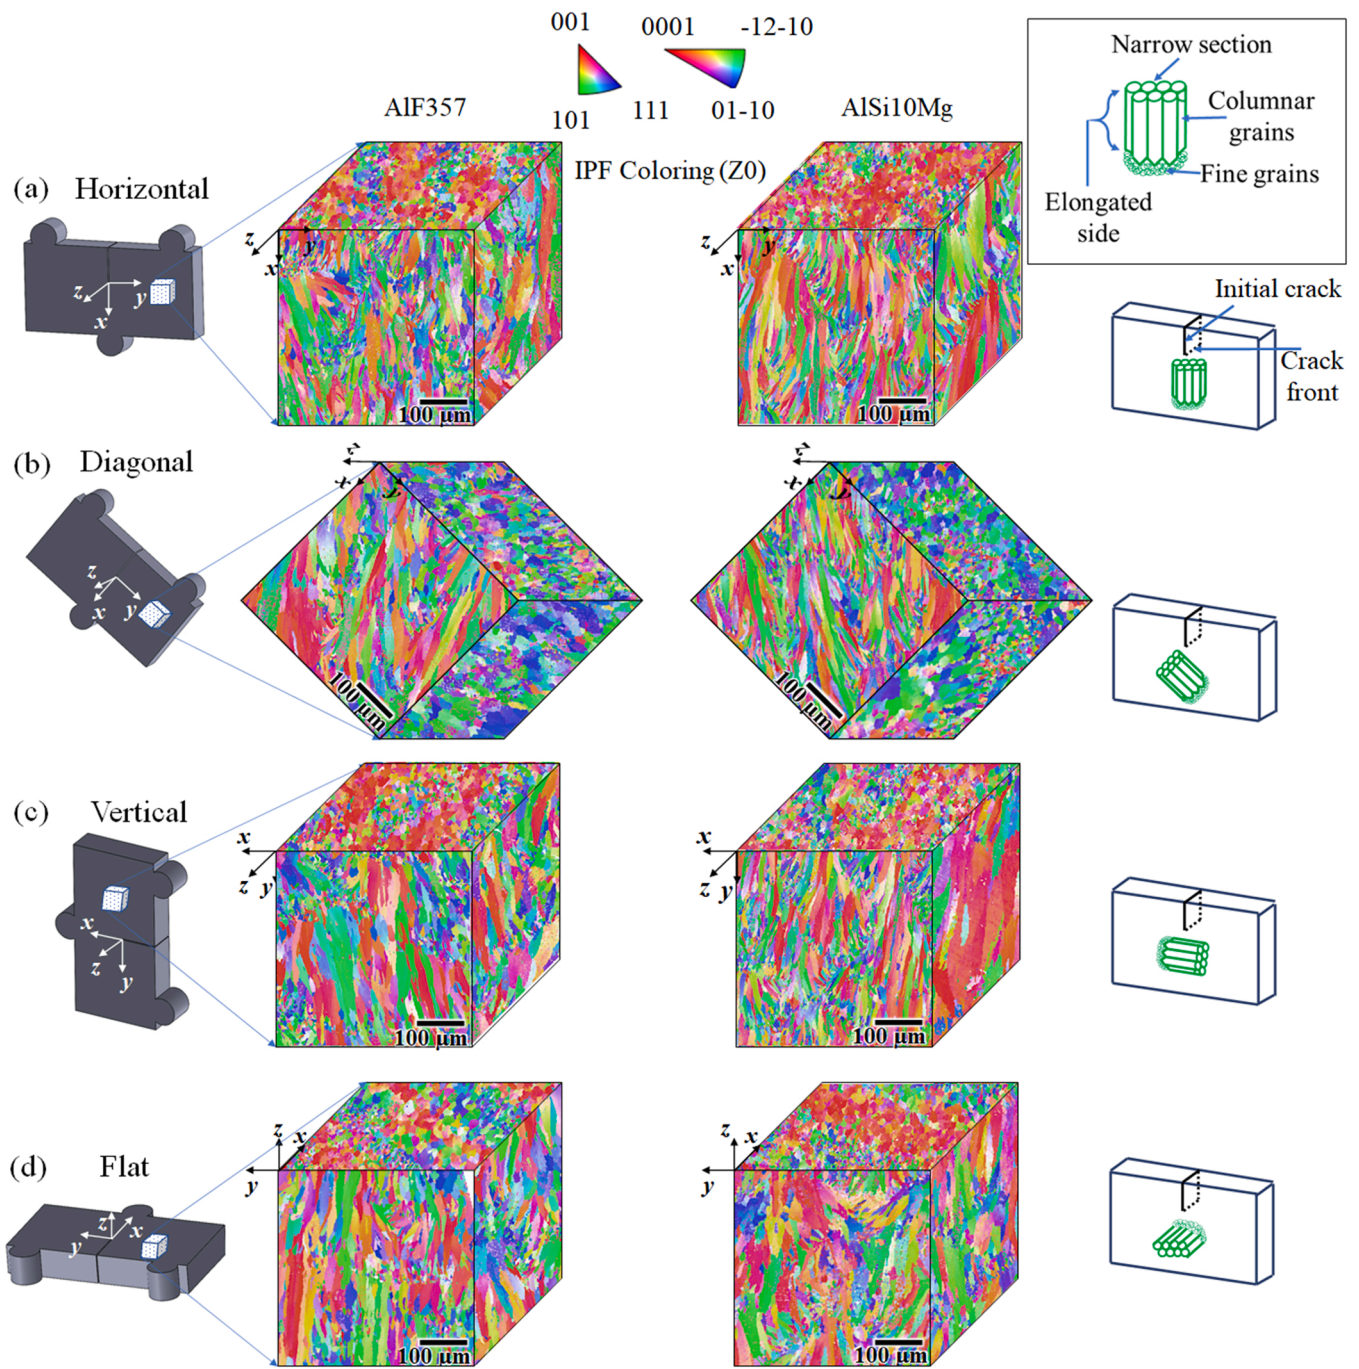 001
0001
-12-10
101
111
01-10
AlF357
AlSi10Mg
IPF Coloring (Z0)
Narrow section
Columnar
grains
Fine grains
Elongated
side
(a)
Horizontal
z
y
x
z
y
x
100 µm
z
y
x
100 µm
Initial crack
Crack
front
(b)
Diagonal
z
x
y
z
x
y
100 µm
z
x
y
100 µm
(c)
Vertical
x
z
y
x
z
y
100 µm
x
z
y
100 µm
(d)
Flat
z
x
y
z
x
y
100 µm
z
x
y
100 µm